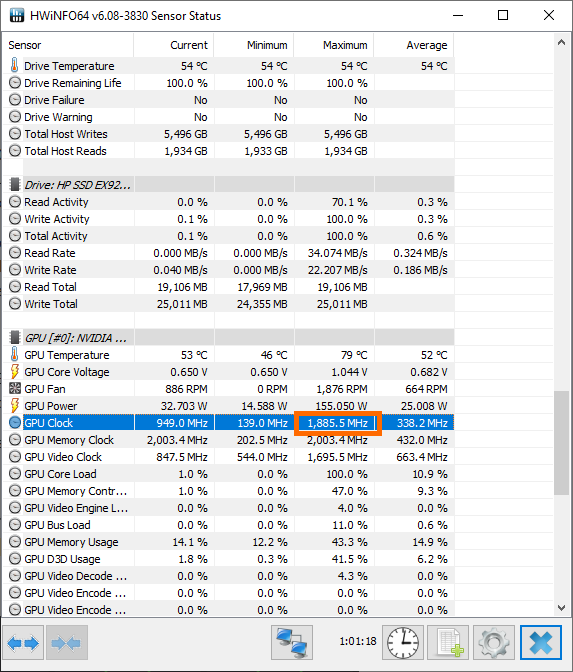 HWiNFO64 v6.08-3830 Sensor Status
Sensor Current Minimum Maximum Average
Drive Temperature 54 °C 54 °C 54 °C 54 °C
Drive Remaining Life 100.0 % 100.0 % 100.0 %
Drive Failure No No No
Drive Warning No No No
Total Host Writes 5,496 GB 5,496 GB 5,496 GB
Total Host Reads 1,934 GB 1,933 GB 1,934 GB
Drive: HP SSD EX92...
Read Activity 0.0 % 0.0 % 70.1 % 0.3 %
Write Activity 0.1 % 0.0 % 100.0 % 0.3 %
Total Activity 0.1 % 0.0 % 100.0 % 0.6 %
Read Rate 0.000 MB/s 0.000 MB/s 34.074 MB/s 0.324 MB/s
Write Rate 0.040 MB/s 0.000 MB/s 22.207 MB/s 0.186 MB/s
Read Total 19,106 MB 17,969 MB 19,106 MB
Write Total 25,011 MB 24,355 MB 25,011 MB
GPU [#0]: NVIDIA ...
GPU Temperature 53 °C 46 °C 79 °C 52 °C
GPU Core Voltage 0.650 V 0.650 V 1.044 V 0.682 V
GPU Fan 886 RPM 0 RPM 1,876 RPM 664 RPM
GPU Power 32.703 W 14.588 W 155.050 W 25.008 W
GPU Clock 949.0 MHz 139.0 MHz 1,885.5 MHz 338.2 MHz
GPU Memory Clock 2,003.4 MHz 202.5 MHz 2,003.4 MHz 432.0 MHz
GPU Video Clock 847.5 MHz 544.0 MHz 1,695.5 MHz 663.4 MHz
GPU Core Load 1.0 % 0.0 % 100.0 % 10.9 %
GPU Memory Contr... 1.0 % 0.0 % 47.0 % 9.3 %
GPU Video Engine L... 0.0 % 0.0 % 4.0 % 0.0 %
GPU Bus Load 0.0 % 0.0 % 11.0 % 0.6 %
GPU Memory Usage 14.1 % 12.2 % 43.3 % 14.9 %
GPU D3D Usage 1.8 % 0.3 % 41.5 % 6.2 %
GPU Video Decode ... 0.0 % 0.0 % 4.3 % 0.0 %
GPU Video Encode ... 0.0 % 0.0 % 0.0 % 0.0 %
GPU Video Encode ... 0.0 % 0.0 % 0.0 % 0.0 %
1:01:18